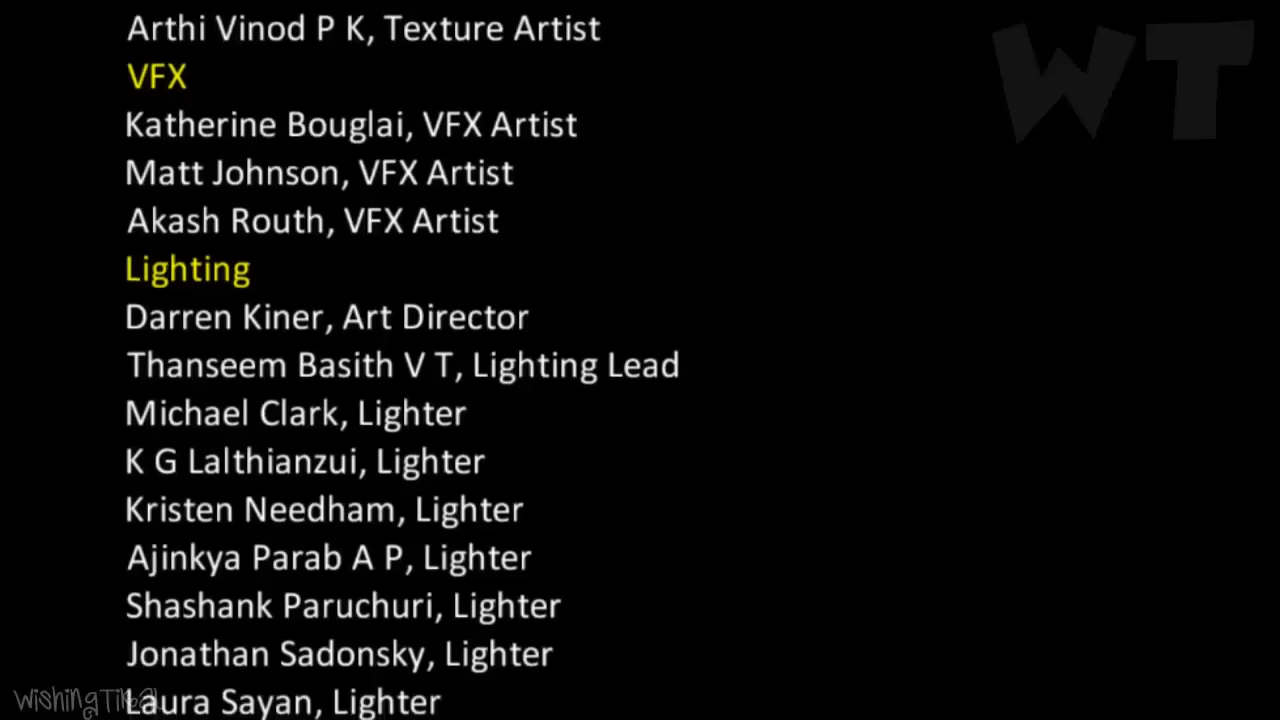 Arthi Vinod P K, Texture Artist
WT
VFX
Katherine Bouglai, VFX Artist
Matt Johnson, VFX Artist
Akash Routh, VFX Artist
Lighting
Darren Kiner, Art Director
Thanseem Basith V T, Lighting Lead
Michael Clark, Lighter
K G Lalthianzui, Lighter
Kristen Needham, Lighter
Ajinkya Parab A P, Lighter
Shashank Paruchuri, Lighter
Jonathan Sadonsky, Lighter
Laura Sayan, Lighter